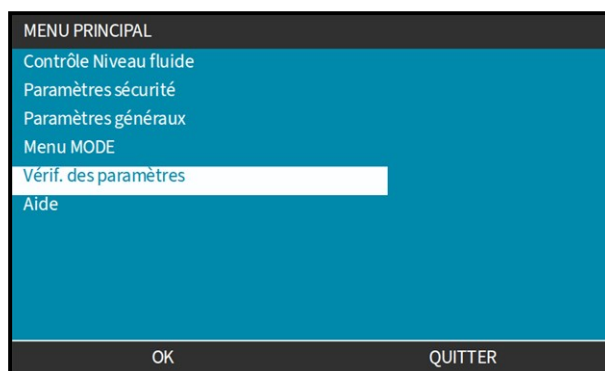 MENU PRINCIPAL
Contrôle Niveau fluide
Paramètres sécurité
Paramètres généraux
Menu MODE
Vérif. des paramètres
Aide
OK QUITTER